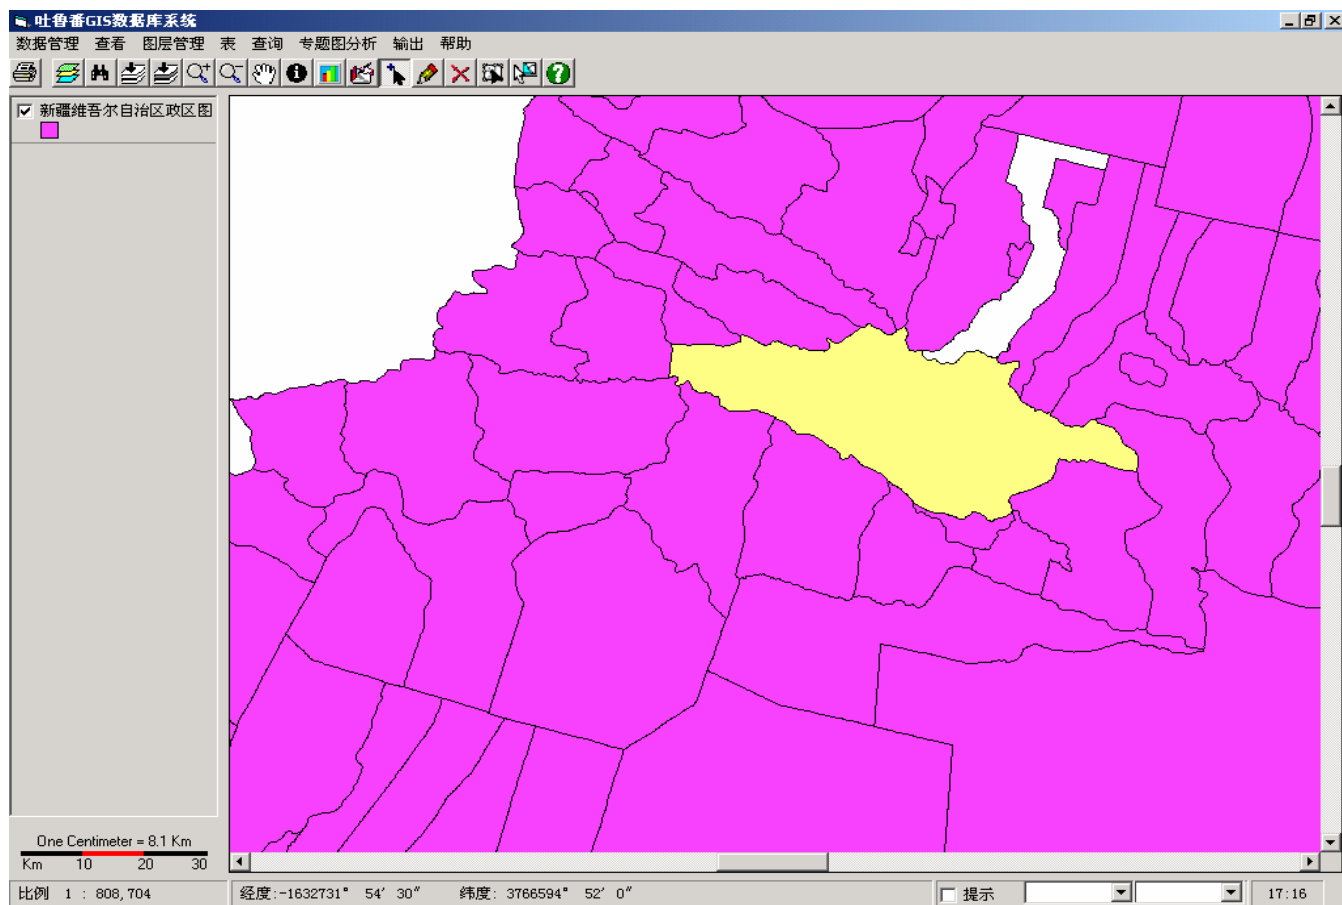 吐鲁番GIS数据库系统
数据管理 查看 图层管理 表 查询 专题图分析 输出 帮助
新疆维吾尔自治区政区图
One Centimeter = 8.1 Km
Km 10 20 30
比例 1 : 808,704 经度:-1632731° 54′ 30″ 纬度: 3766594° 52′ 0″ 提示 17:16